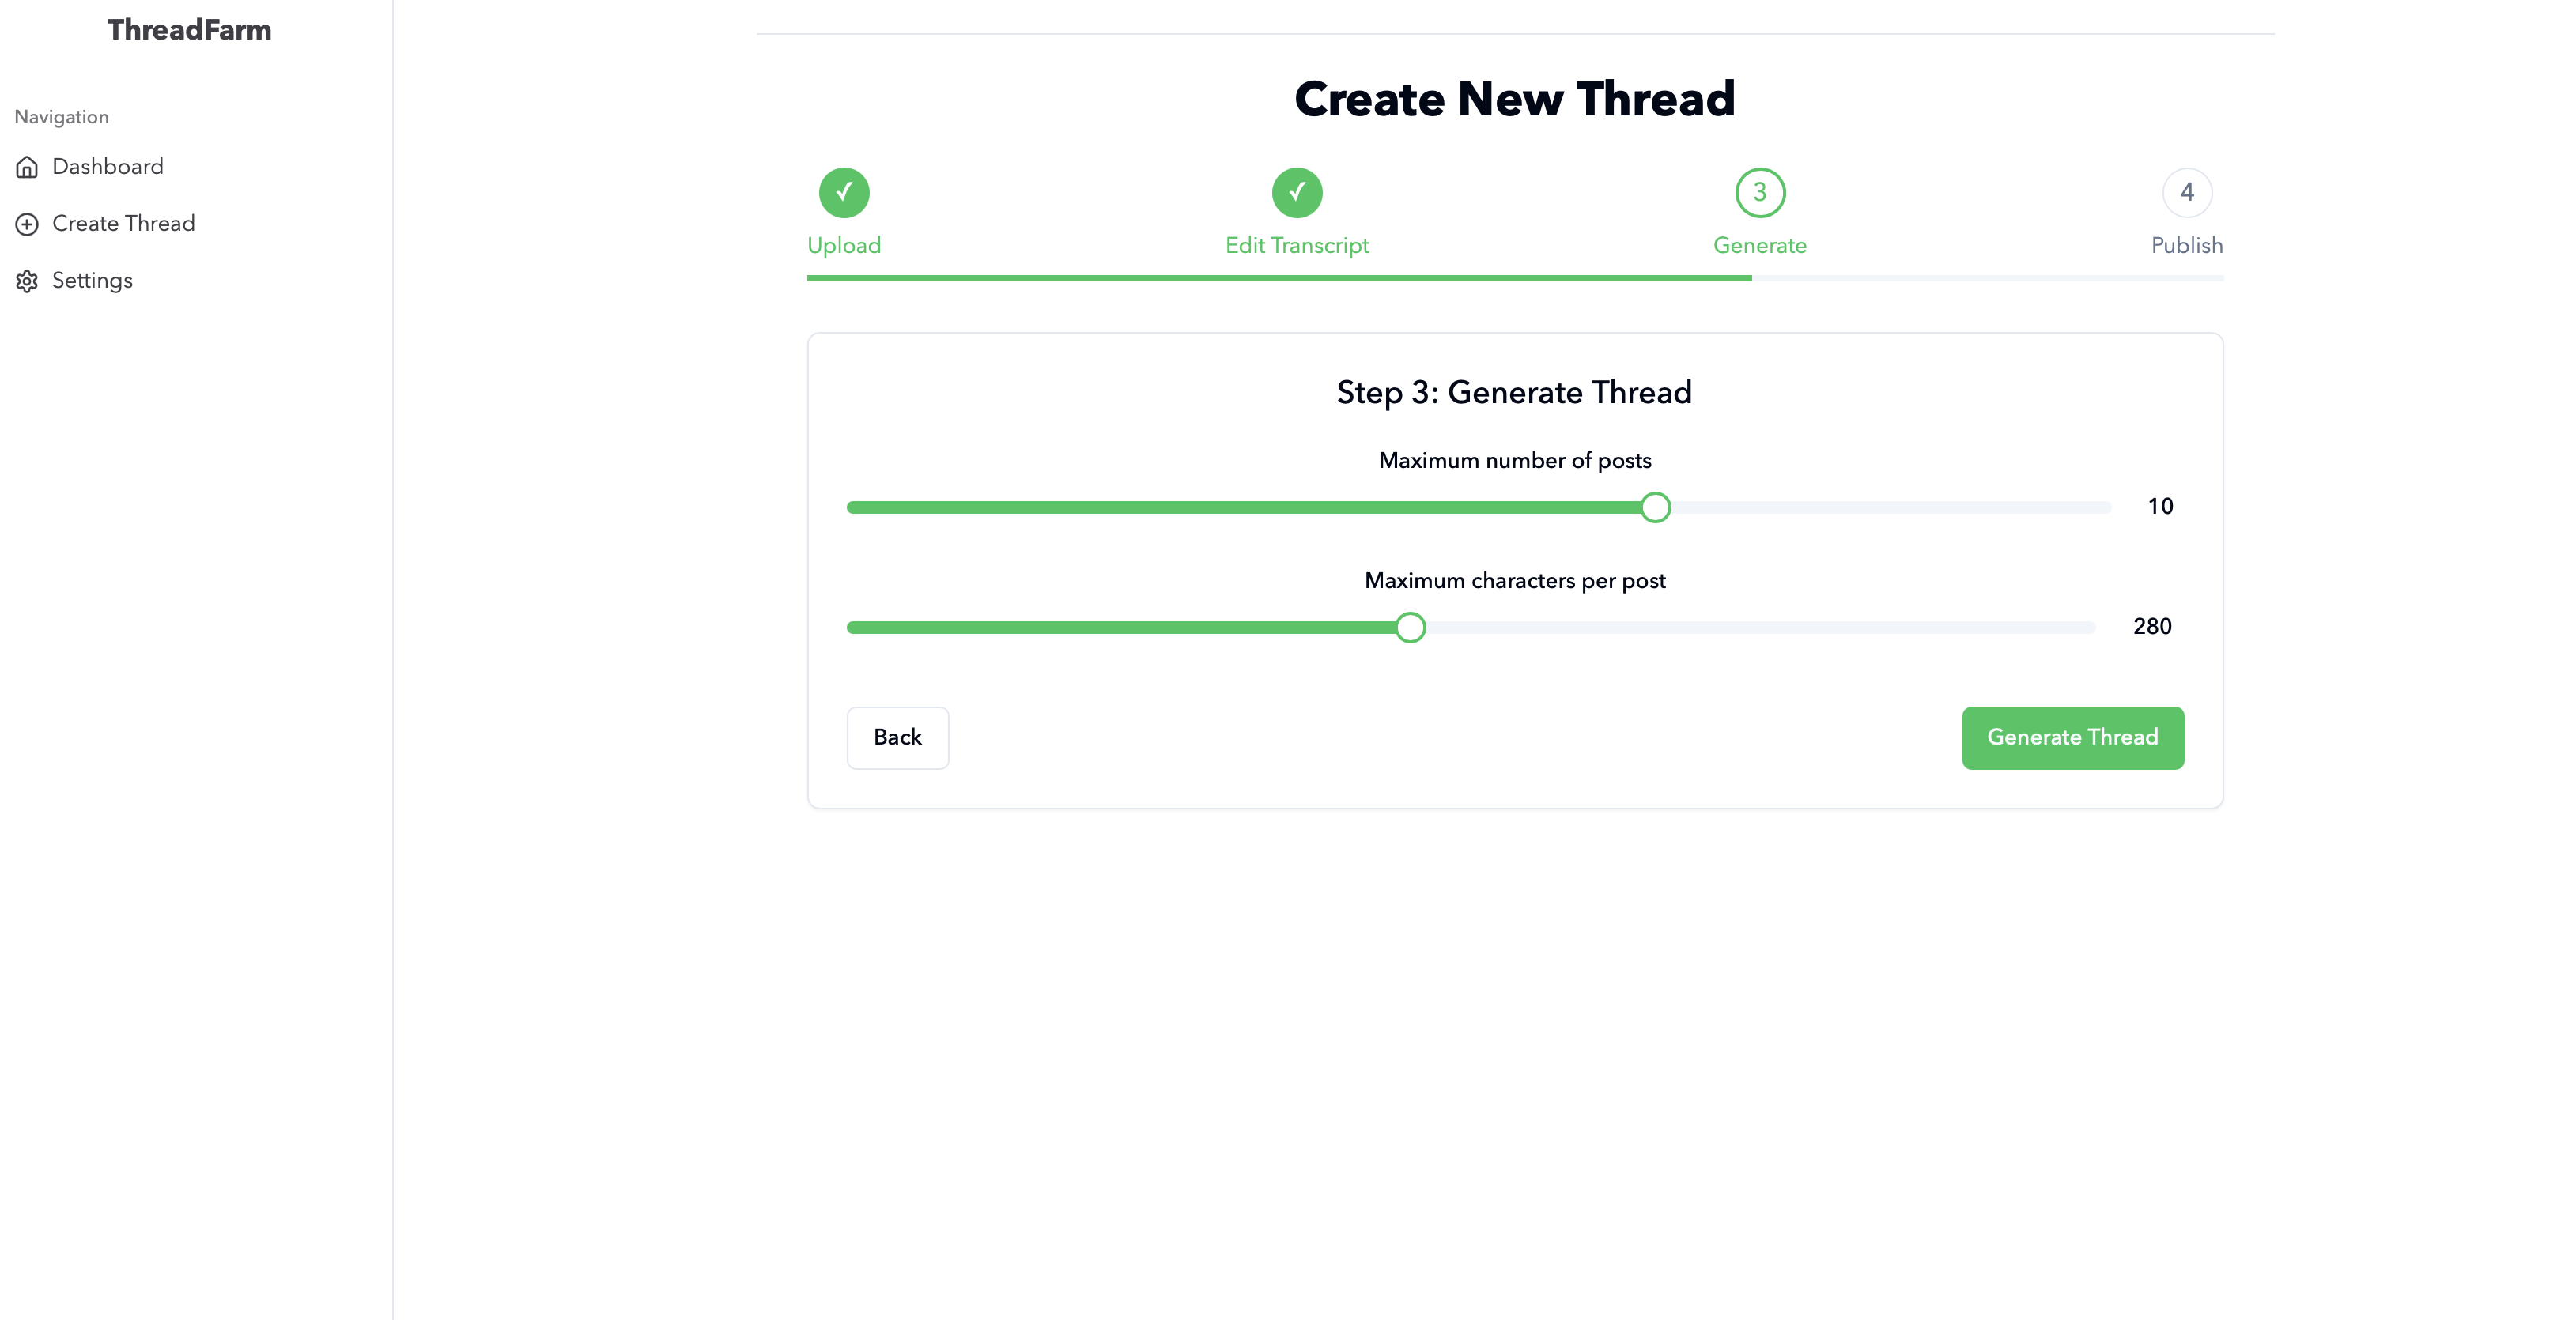 ThreadFarm
Navigation
Dashboard
Create Thread
Settings
Create New Thread
✓ ✓ 3 4
Upload Edit Transcript Generate Publish
Step 3: Generate Thread
Maximum number of posts
10
Maximum characters per post
280
Back Generate Thread